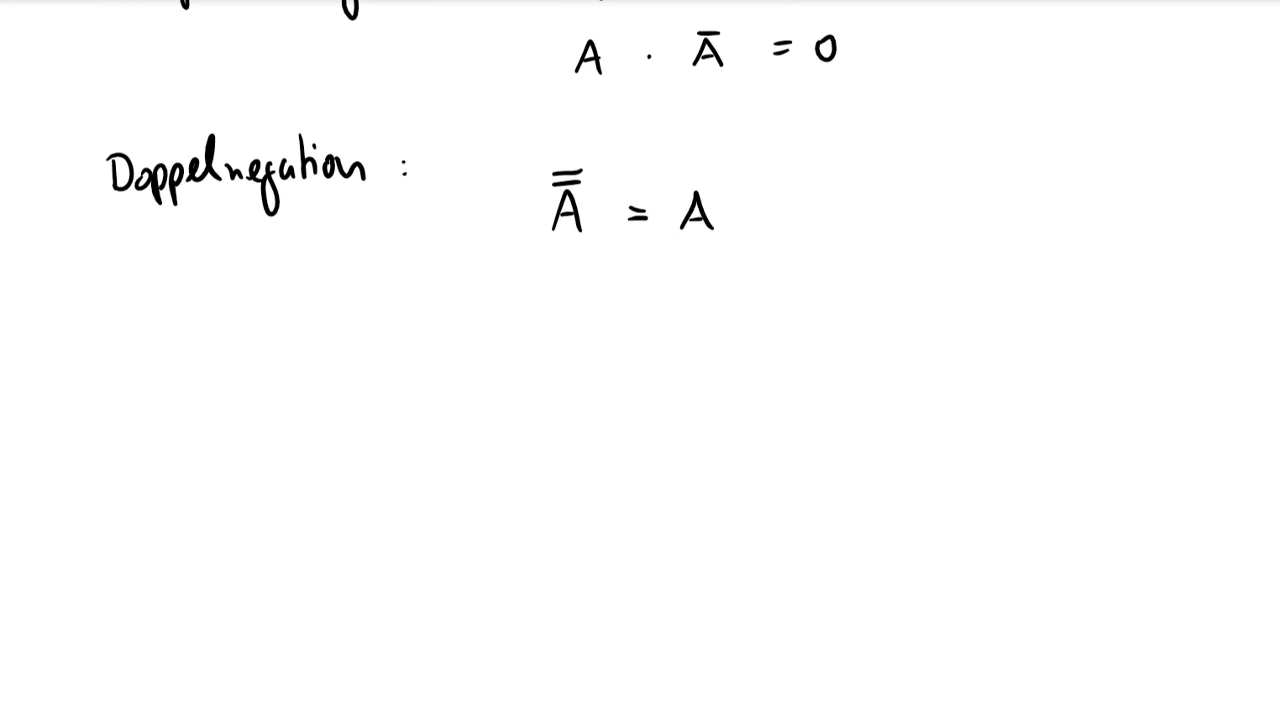 A · A̅ = 0
Doppelnegation : A̿ = A